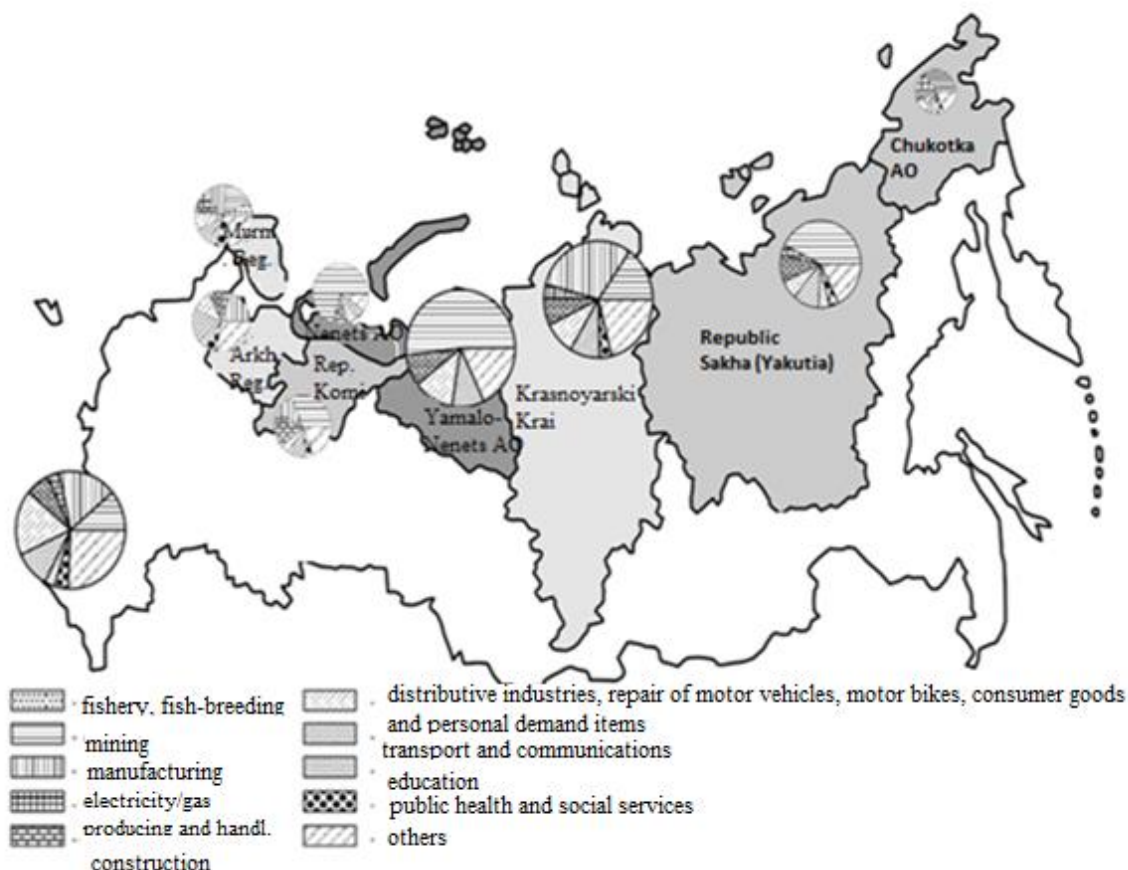 Chukotka
AO
Murm
Reg.
Republic
Sakha (Yakutia)
Nenets AO
Arkh
Reg.
Rep.
Komi
Krasnoyarski
Krai
Yamalo-
Nenets AO
fishery, fish-breeding
mining
manufacturing
electricity/gas
producing and handl.
construction
distributive industries, repair of motor vehicles, motor bikes, consumer goods
and personal demand items
transport and communications
education
public health and social services
others